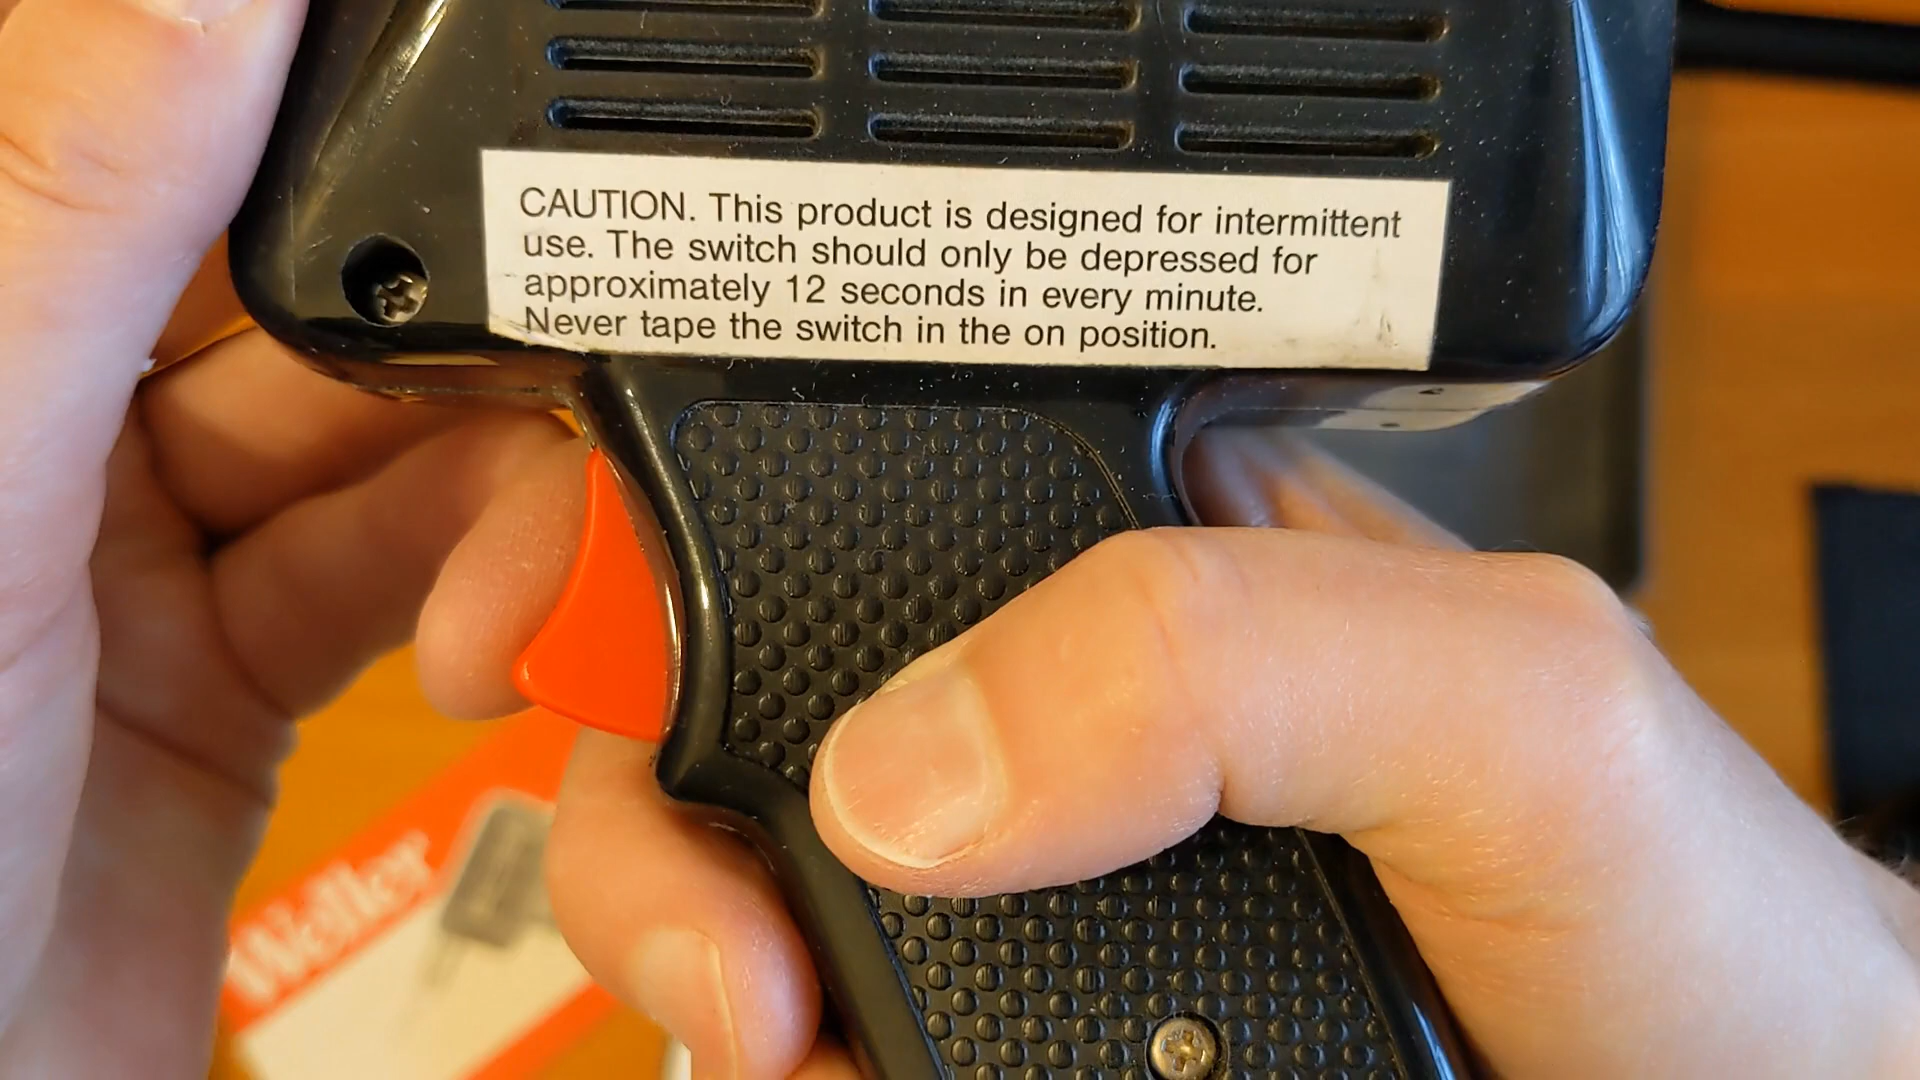 CAUTION. This product is designed for intermittent
use. The switch should only be depressed for
approximately 12 seconds in every minute.
Never tape the switch in the on position.
Weller